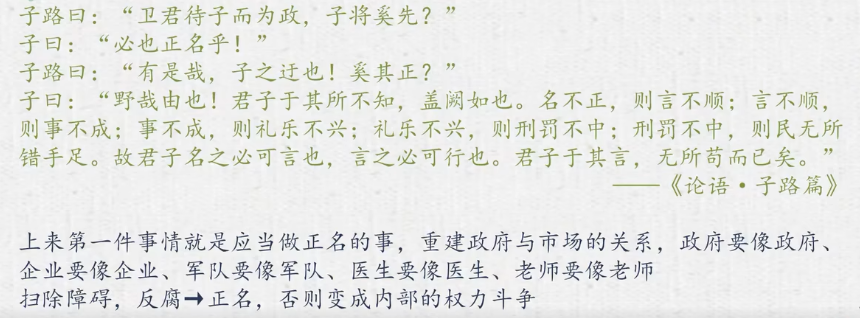 子路曰：“卫君待子而为政，子将奚先？”
子曰：“必也正名乎！”
子路曰：“有是哉，子之迂也！奚其正？”
子曰：“野哉由也！君子于其所不知，盖阙如也。名不正，则言不顺；言不顺，
则事不成；事不成，则礼乐不兴；礼乐不兴，则刑罚不中；刑罚不中，则民无所
错手足。故君子名之必可言也，言之必可行也。君子于其言，无所苟而已矣。”
——《论语·子路篇》
上来第一件事情就是应当做正名的事，重建政府与市场的关系，政府要像政府、
企业要像企业、军队要像军队、医生要像医生、老师要像老师
扫除障碍，反腐→正名，否则变成内部的权力斗争